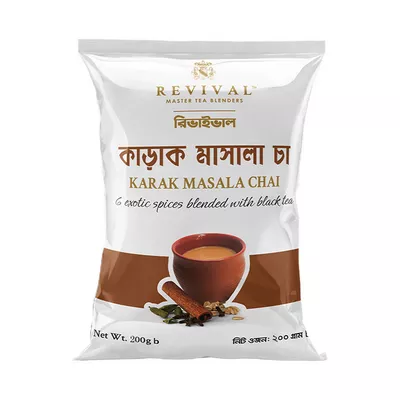 REVIVAL
MASTER TEA BLENDERS
রিভাইভাল
কাড়াক মাসালা চা
KARAK MASALA CHAI
6 exotic spices blended with black tea
Net Wt. 200g b
নিট ওজন: ২০০ গ্রাম